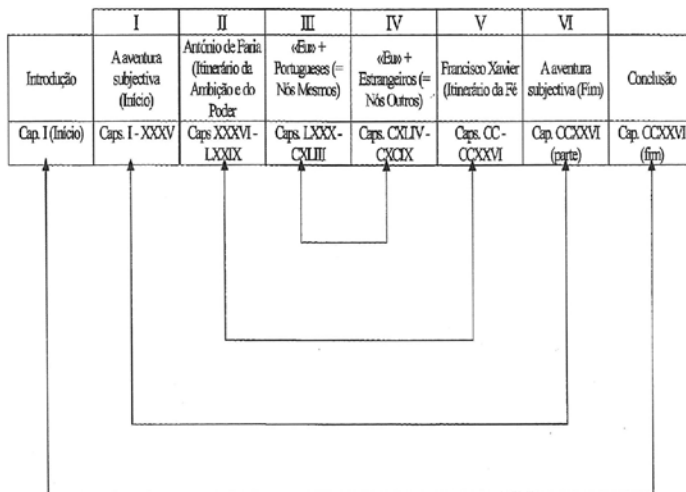 I II III IV V VI
Introdução
A aventura
subjectiva
(Início)
António de Faria
(Itinerário da
Ambição e do
Poder
«Eu» +
Portugueses (=
Nós Mesmos)
«Eu» +
Estrangeiros (=
Nós Outros)
Francisco Xavier
(Itinerário da Fé
A aventura
subjectiva (Fim)
Conclusão
Cap. I (Início)
Caps. I - XXXV
Caps XXXVI -
LXXIX
Caps. LXXX -
CXLIII
Caps. CXLIV -
CXCIX
Caps. CC -
CCXXVI
Cap. CCXXVI
(parte)
Cap. CCXXVI
(fim)